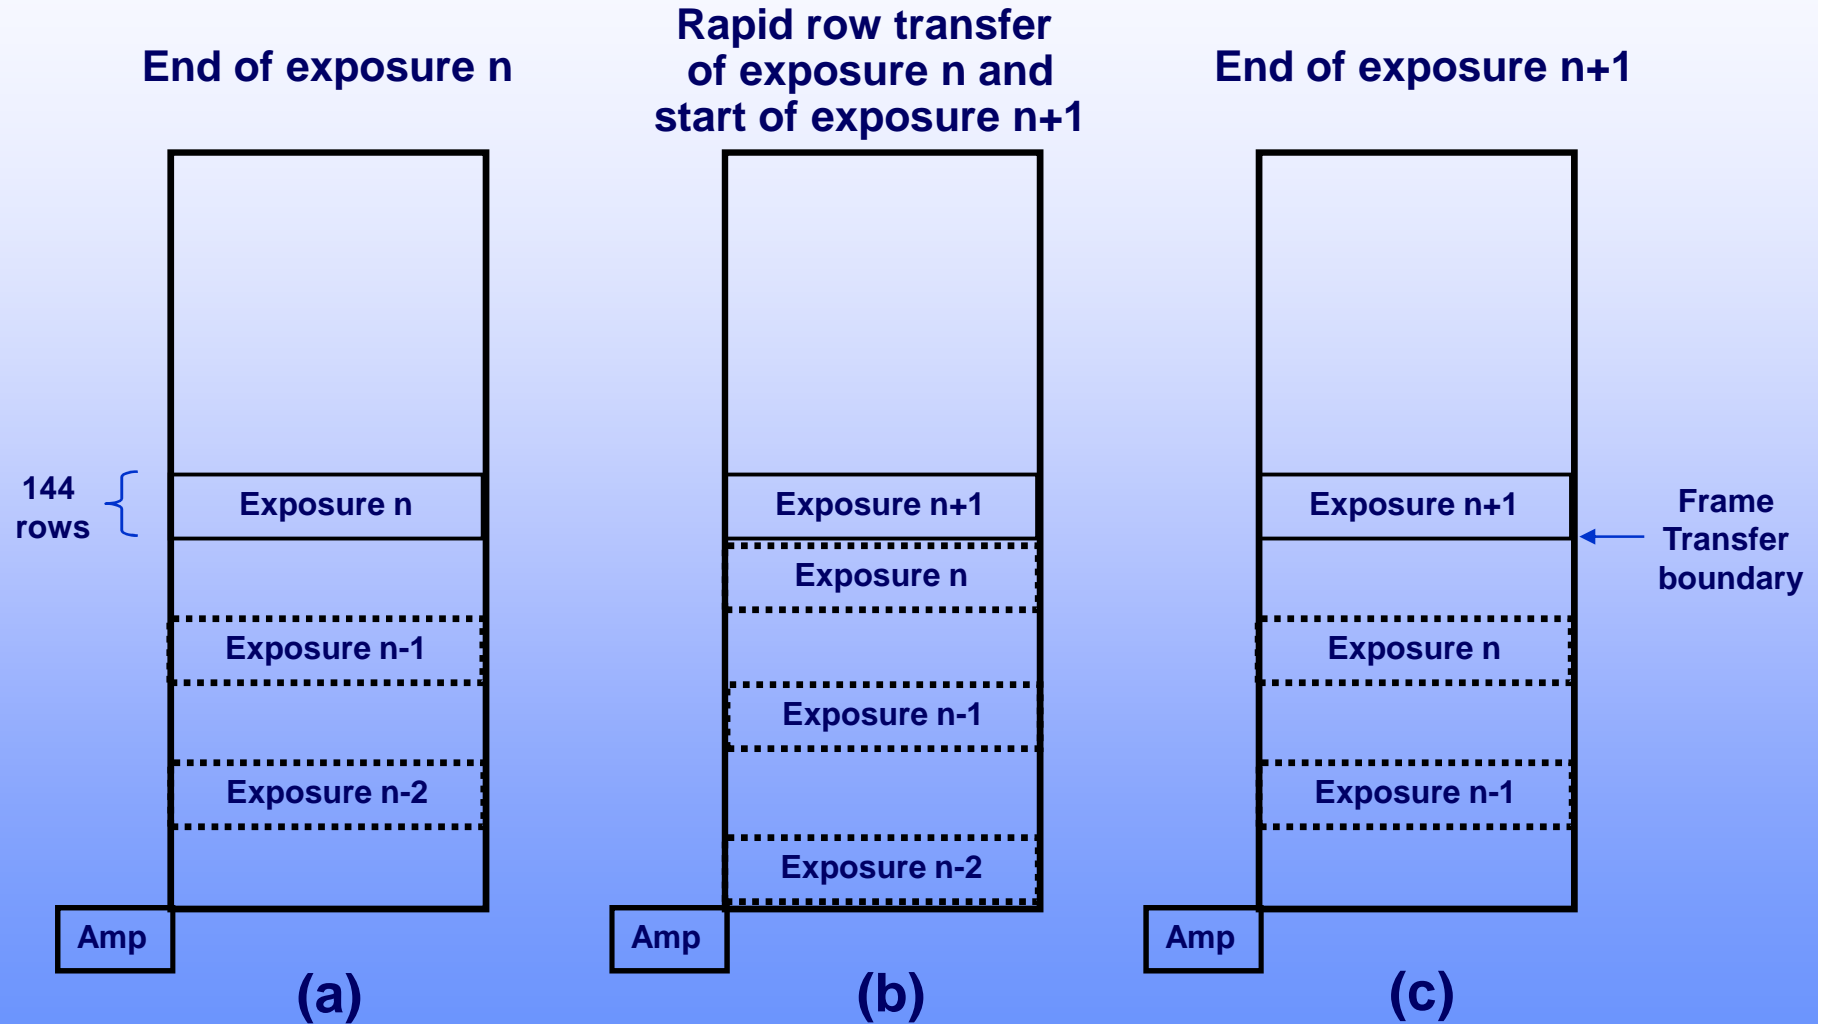 End of exposure n
Rapid row transfer
of exposure n and
start of exposure n+1
End of exposure n+1
144
rows
Exposure n
Exposure n-1
Exposure n-2
Amp
(a)
Exposure n+1
Exposure n
Exposure n-1
Exposure n-2
Amp
(b)
Exposure n+1
Exposure n
Exposure n-1
Amp
(c)
Frame
Transfer
boundary